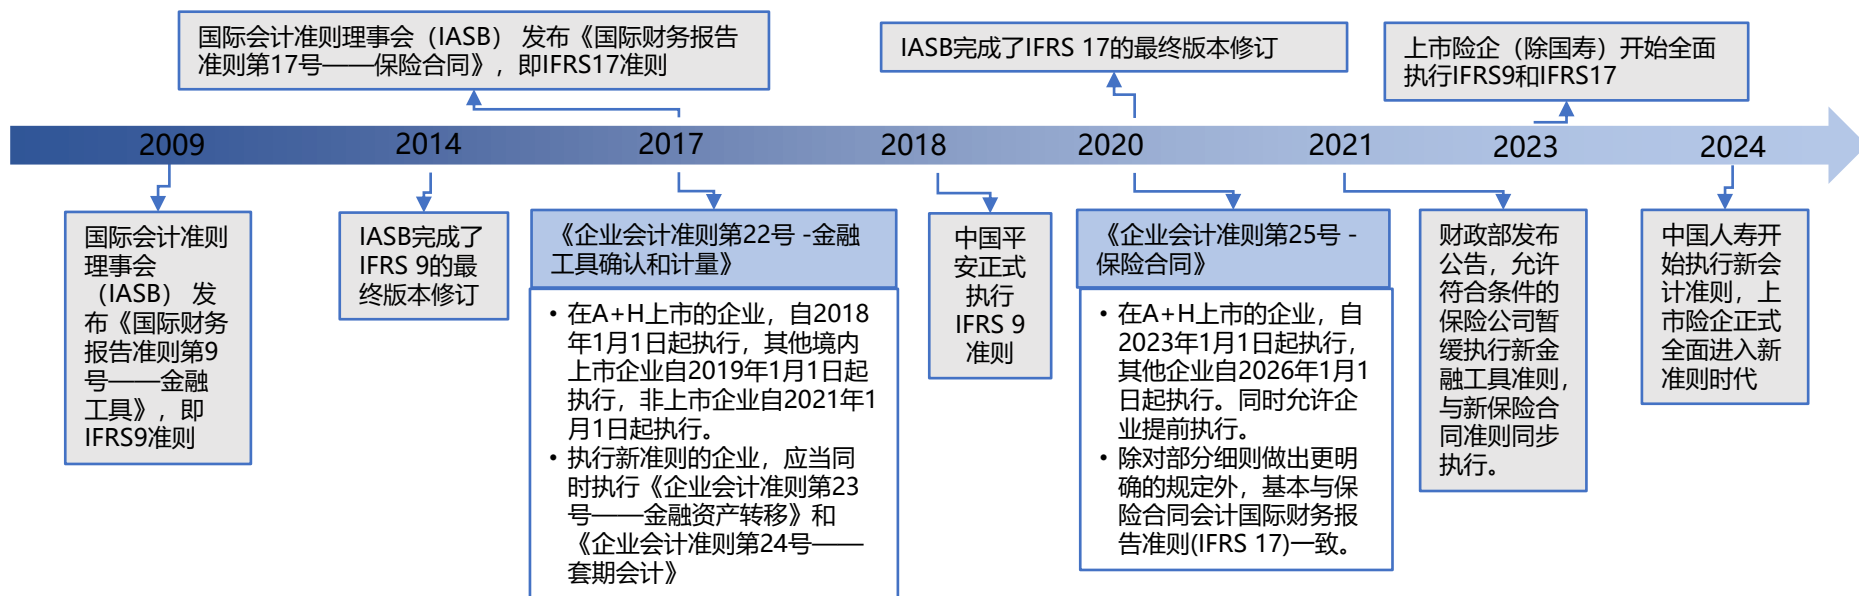 国际会计准则理事会（IASB） 发布《国际财务报告
准则第17号——保险合同》，即IFRS17准则
IASB完成了IFRS 17的最终版本修订
上市险企（除国寿）开始全面
执行IFRS9和IFRS17
2009
2014
2017
2018
2020
2021
2023
2024
国际会计准则
理事会
（IASB） 发
布《国际财务
报告准则第9
号——金融
工具》，即
IFRS9准则
IASB完成了
IFRS 9的最
终版本修订
《企业会计准则第22号 -金融
工具确认和计量》
• 在A+H上市的企业，自2018
年1月1日起执行，其他境内
上市企业自2019年1月1日起
执行，非上市企业自2021年1
月1日起执行。
• 执行新准则的企业，应当同
时执行《企业会计准则第23
号——金融资产转移》和
《企业会计准则第24号——
套期会计》
中国平
安正式
执行
IFRS 9
准则
《企业会计准则第25号 -
保险合同》
• 在A+H上市的企业，自
2023年1月1日起执行，
其他企业自2026年1月1
日起执行。同时允许企
业提前执行。
• 除对部分细则做出更明
确的规定外，基本与保
险合同会计国际财务报
告准则(IFRS 17)一致。
财政部发布
公告，允许
符合条件的
保险公司暂
缓执行新金
融工具准则，
与新保险合
同准则同步
执行。
中国人寿开
始执行新会
计准则，上
市险企正式
全面进入新
准则时代